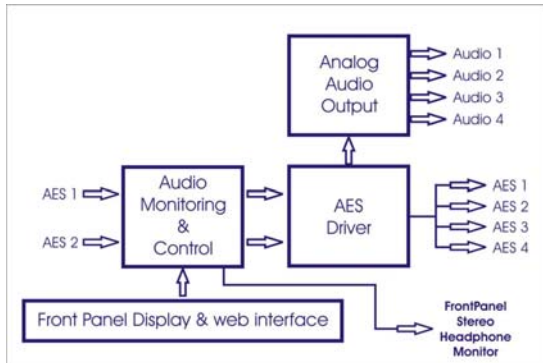 Analog
Audio
Output
Audio 1
Audio 2
Audio 3
Audio 4
AES 1
AES 2
Audio
Monitoring
&
Control
AES
Driver
AES 1
AES 2
AES 3
AES 4
Front Panel Display & web interface
FrontPanel
Stereo
Headphone
Monitor